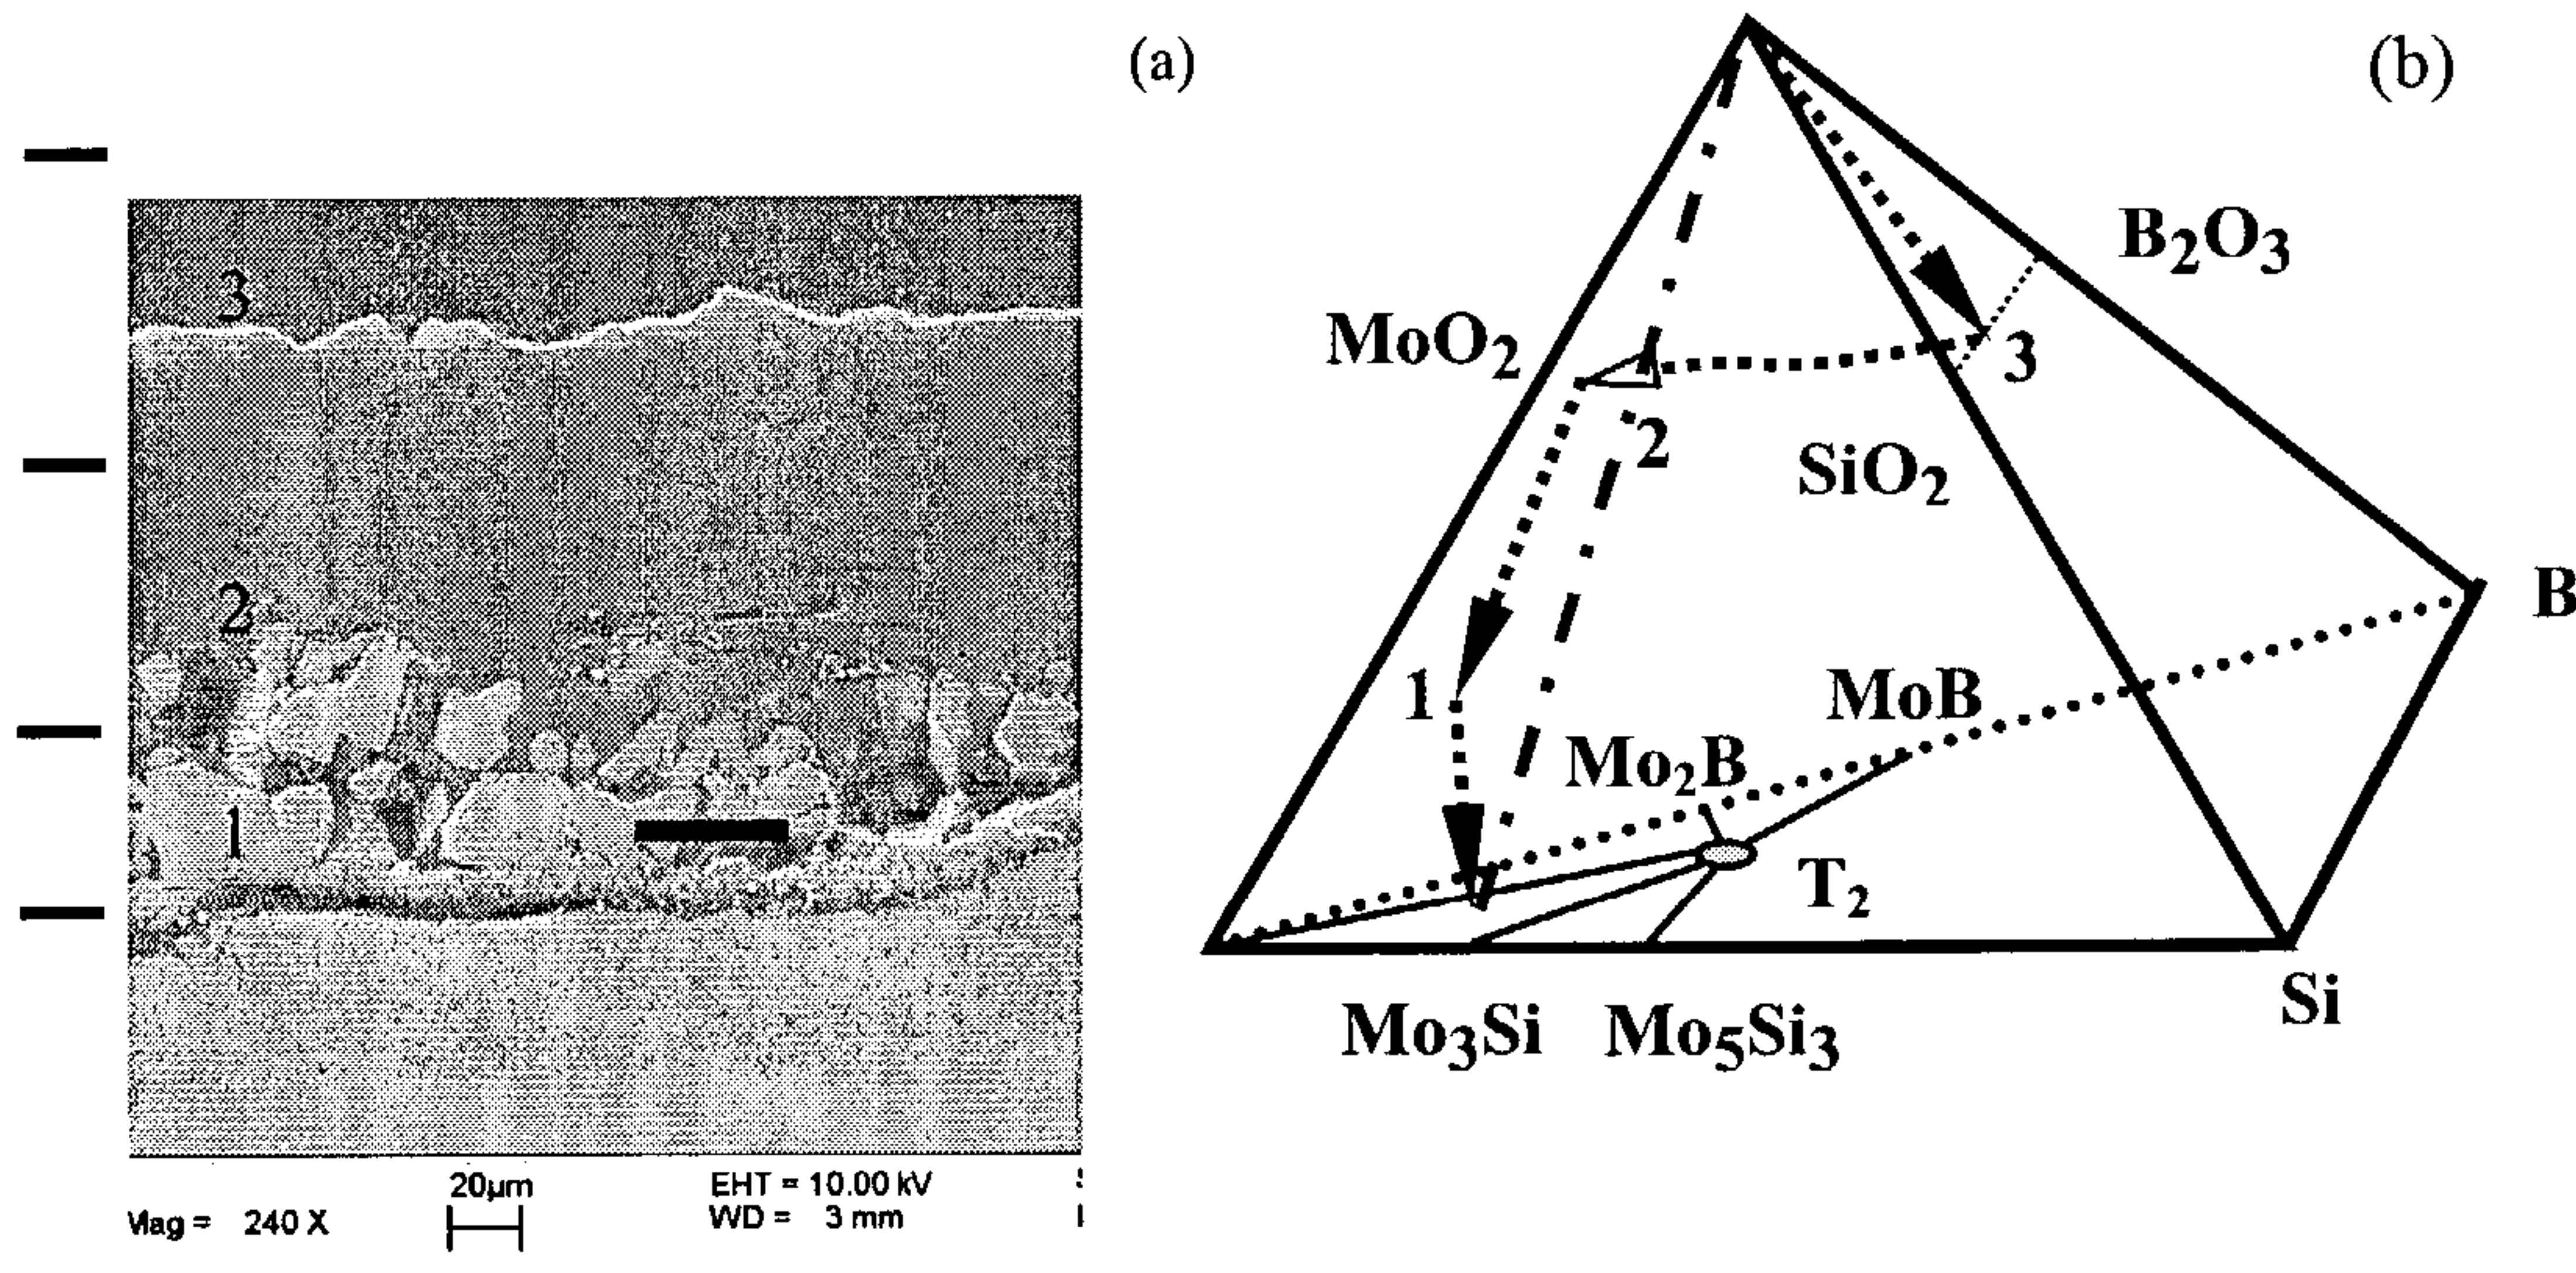 (a)
3
2
1
20µm
Mag = 240 X
EHT = 10.00 kV
WD = 3 mm
(b)
B₂O₃
MoO₂
3
2
SiO₂
B
1
MoB
Mo₂B
T₂
Si
Mo₃Si
Mo₅Si₃